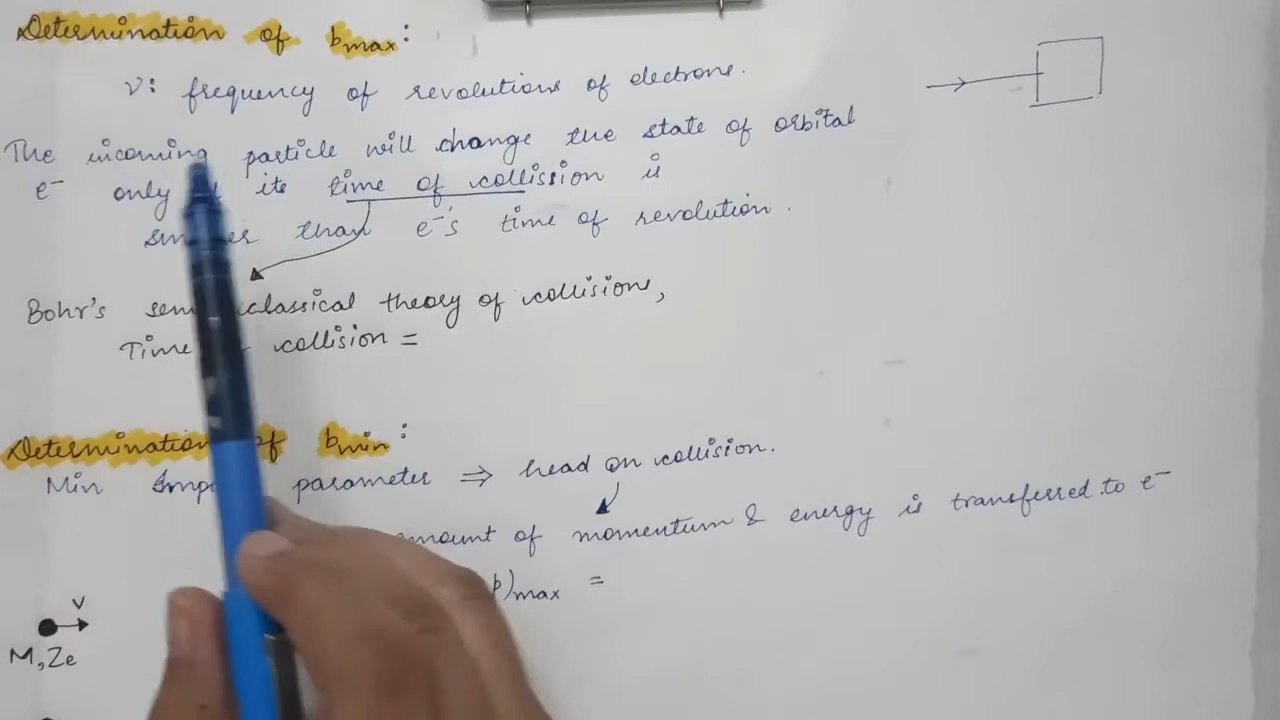 Determination of bmax:
ν: frequency of revolutions of electrons.
The incoming particle will change the state of orbital
e⁻ only its time of collission is
than e⁻'s time of revolution.
Bohr's classical theory of collisions,
Time collision =
Determination of bmin:
Min parameter ⇒ head on collision.
amount of momentum & energy is transferred to e⁻
)max =
v
M, Ze